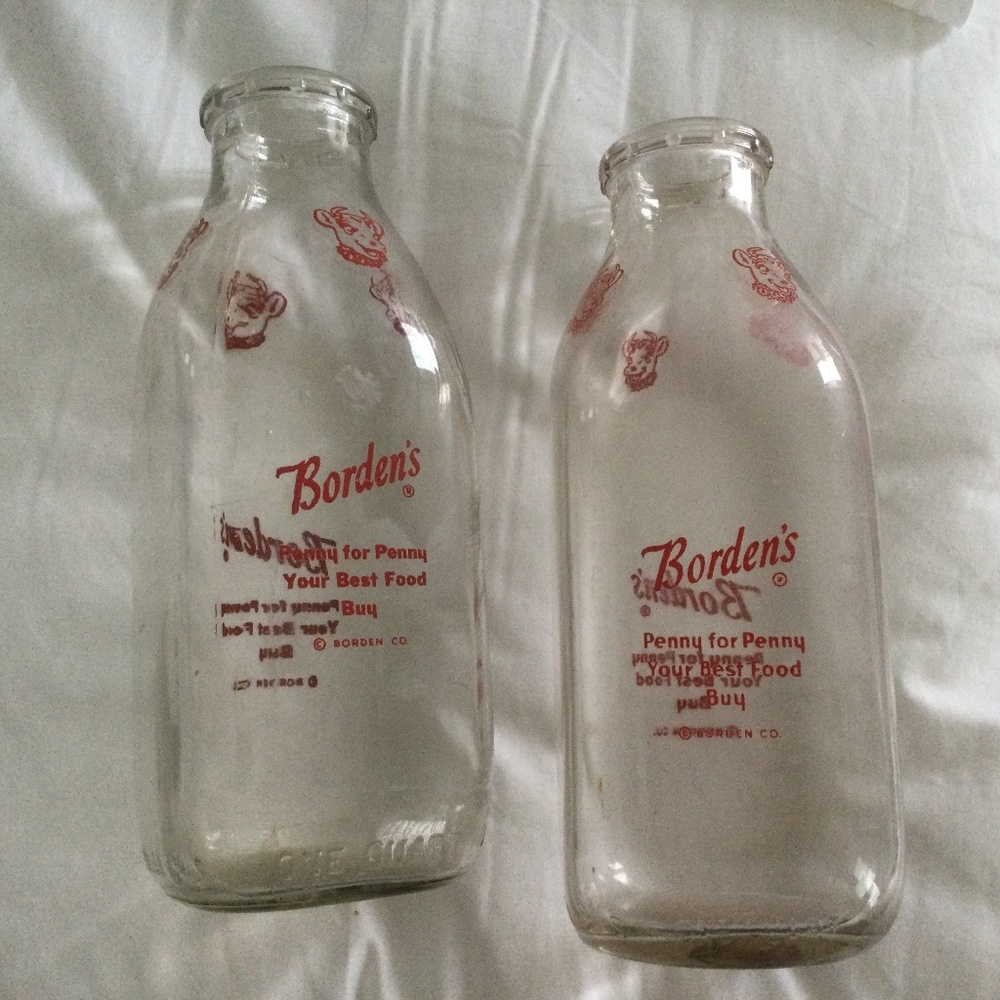 Borden's
®
Penny for Penny
Your Best Food
Buy
© BORDEN CO.
Borden's
®
Penny for Penny
Your Best Food
Buy
© BORDEN CO.